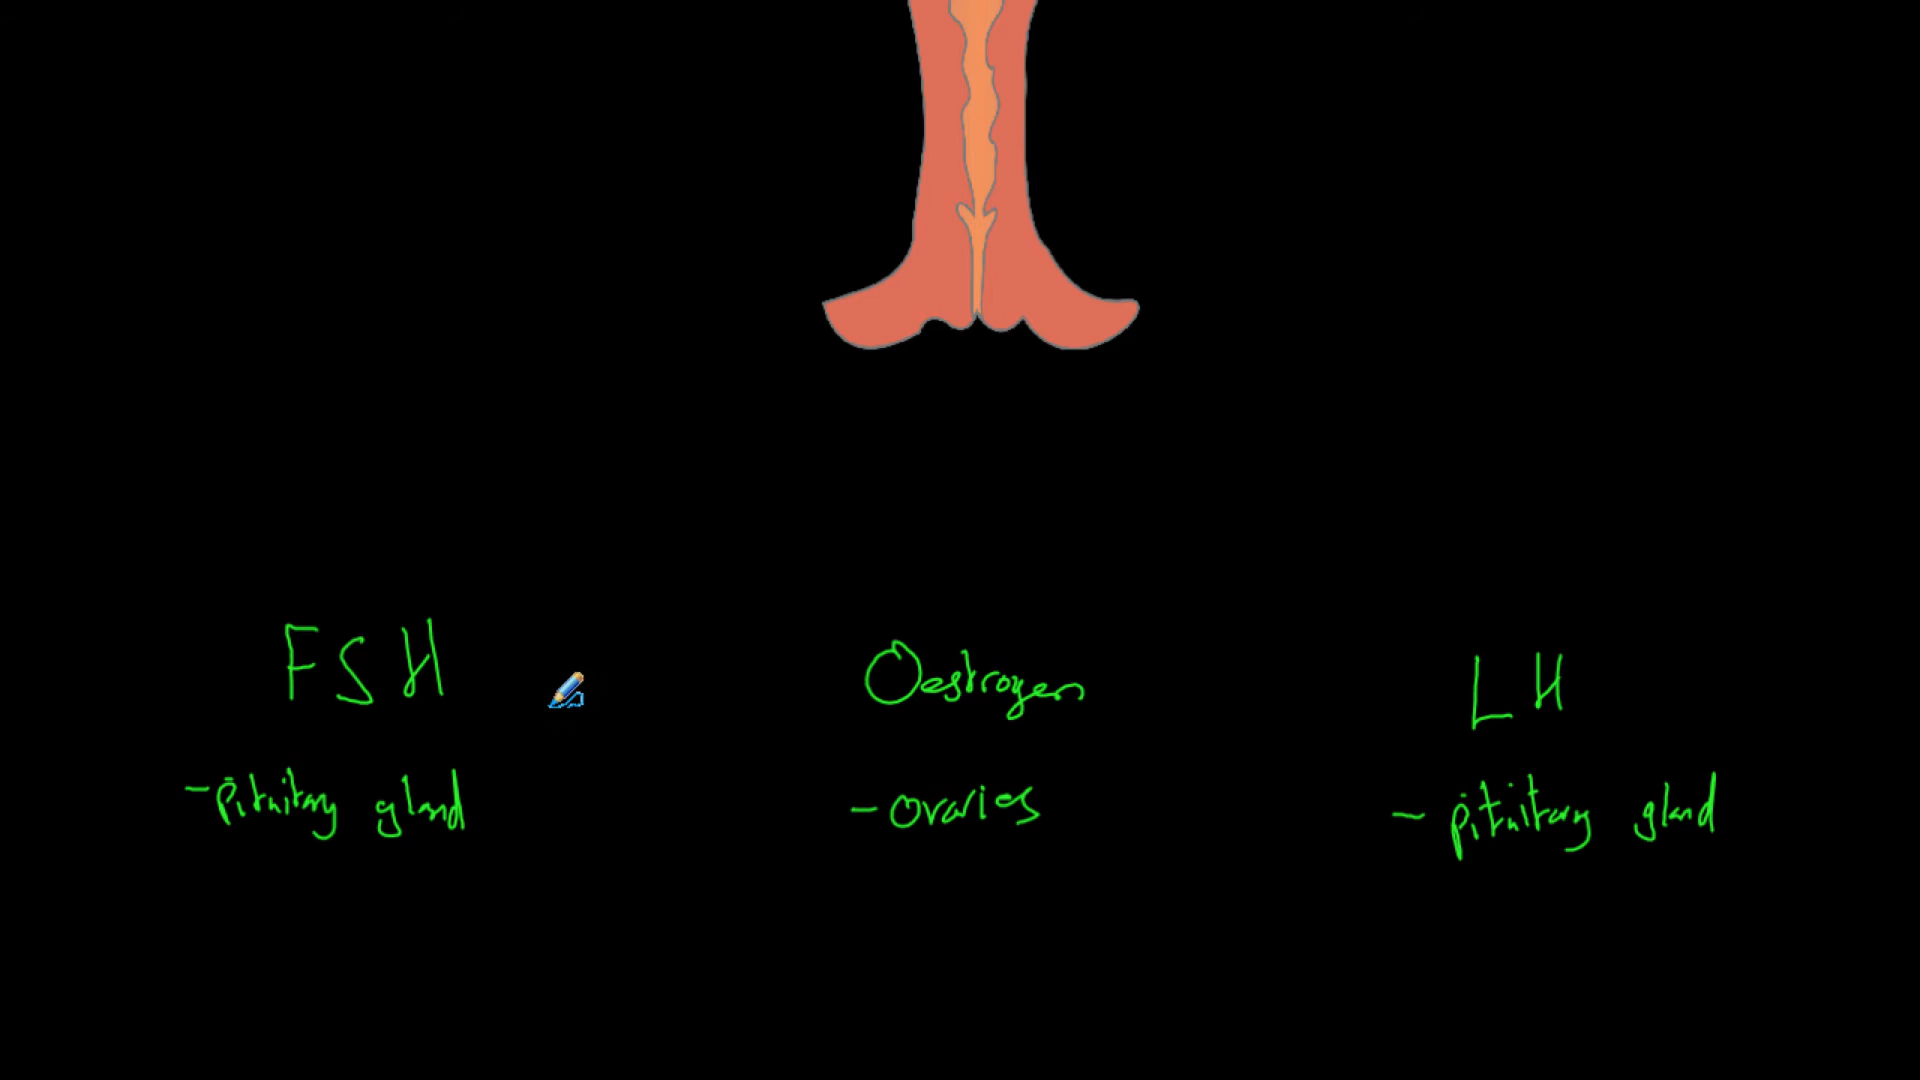 FSH
Oestrogen
LH
- pituitary gland
- ovaries
- pituitary gland